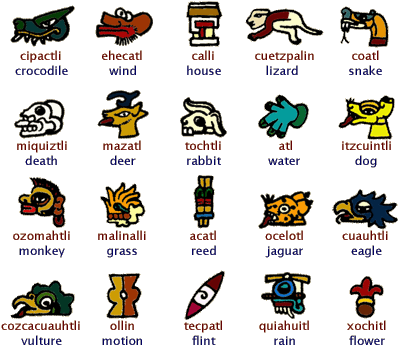 cipactli ehecatl calli cuetzpalin coatl
crocodile wind house lizard snake
miquiztli mazatl tochtli atl itzcuintli
death deer rabbit water dog
ozomahtli malinalli acatl ocelotl cuauhtli
monkey grass reed jaguar eagle
cozcacuauhtli ollin tecpatl quiahuitl xochitl
vulture motion flint rain flower